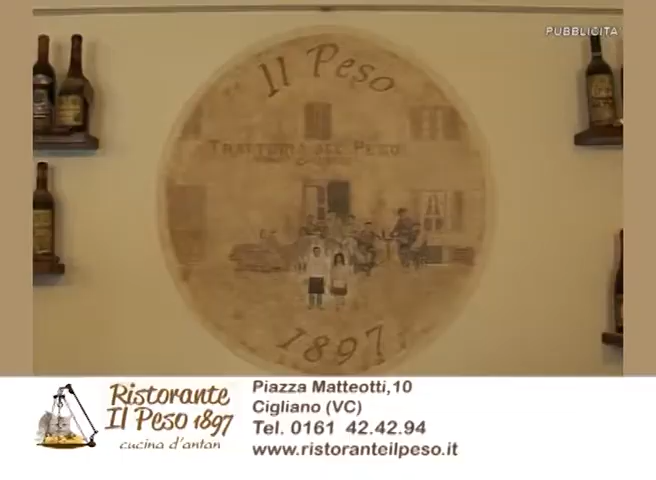 PUBBLICITÀ
Il Peso
TRATTORIA DEL PESO
1897
Ristorante
Il Peso 1897
cucina d'antan
Piazza Matteotti,10
Cigliano (VC)
Tel. 0161 42.42.94
www.ristoranteilpeso.it